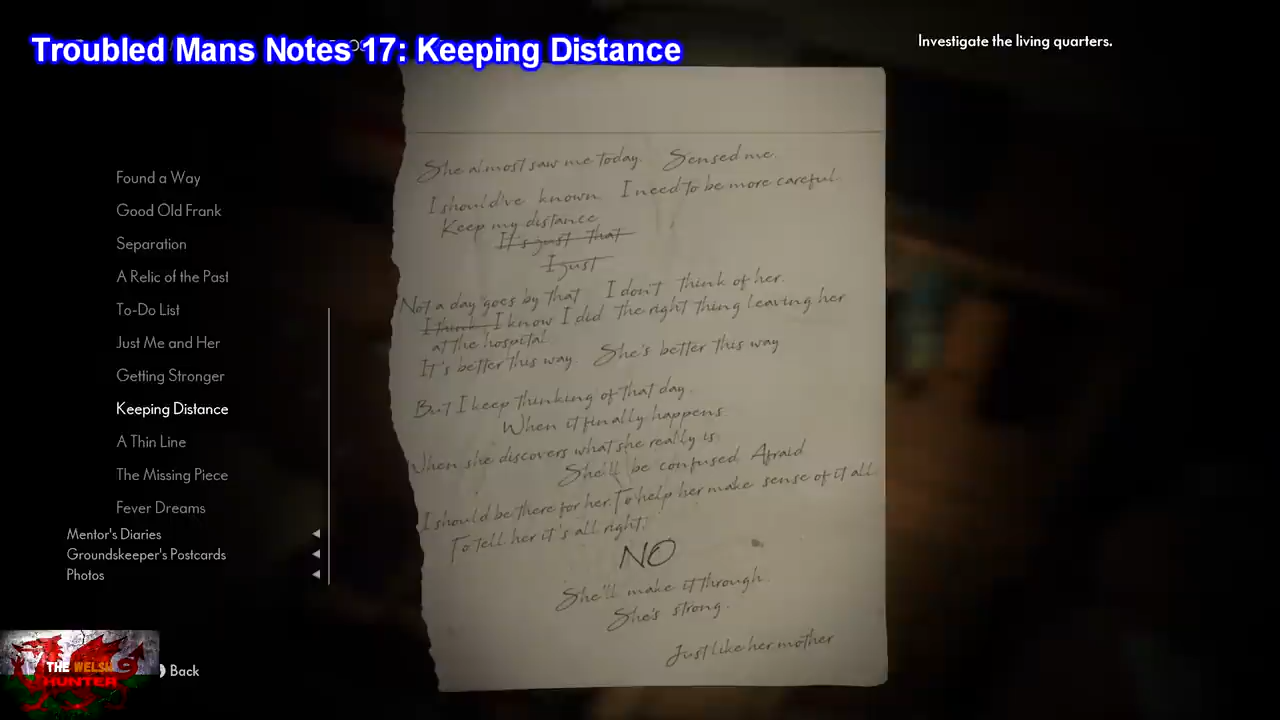 Troubled Mans Notes 17: Keeping Distance
Investigate the living quarters.
Found a Way
Good Old Frank
Separation
A Relic of the Past
To-Do List
Just Me and Her
Getting Stronger
Keeping Distance
A Thin Line
The Missing Piece
Fever Dreams
Mentor's Diaries
Groundskeeper's Postcards
Photos
Back
THE WELSH
HUNTER
She almost saw me today. Sensed me.
I should've known. I need to be more careful.
Keep my distance
It's just that
I just
Not a day goes by that I don't think of her.
I think I know I did the right thing leaving her
at the hospital.
It's better this way. She's better this way
But I keep thinking of that day.
When it finally happens.
When she discovers what she really is.
She'll be confused. Afraid
I should be there for her. To help her make sense of it all.
To tell her it's all right.
NO
She'll make it through.
She's strong.
Just like her mother